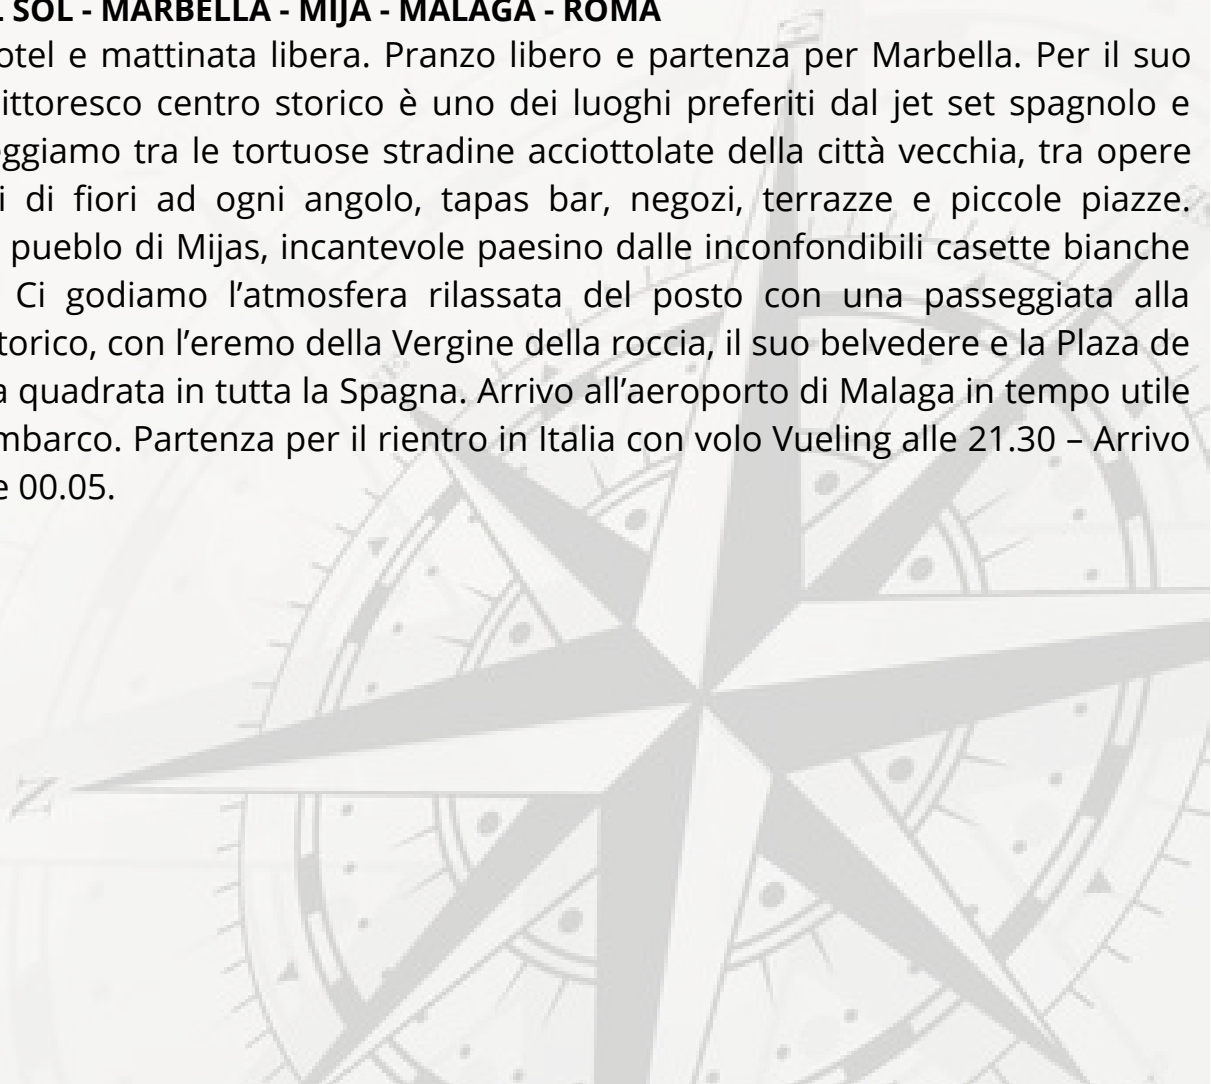 SOL - MARBELLA - MIJA - MALAGA - ROMA
otel e mattinata libera. Pranzo libero e partenza per Marbella. Per il suo
ittoresco centro storico è uno dei luoghi preferiti dal jet set spagnolo e
eggiamo tra le tortuose stradine acciottolate della città vecchia, tra opere
i di fiori ad ogni angolo, tapas bar, negozi, terrazze e piccole piazze.
pueblo di Mijas, incantevole paesino dalle inconfondibili casette bianche
Ci godiamo l’atmosfera rilassata del posto con una passeggiata alla
torico, con l’eremo della Vergine della roccia, il suo belvedere e la Plaza de
a quadrata in tutta la Spagna. Arrivo all’aeroporto di Malaga in tempo utile
mbarco. Partenza per il rientro in Italia con volo Vueling alle 21.30 – Arrivo
e 00.05.